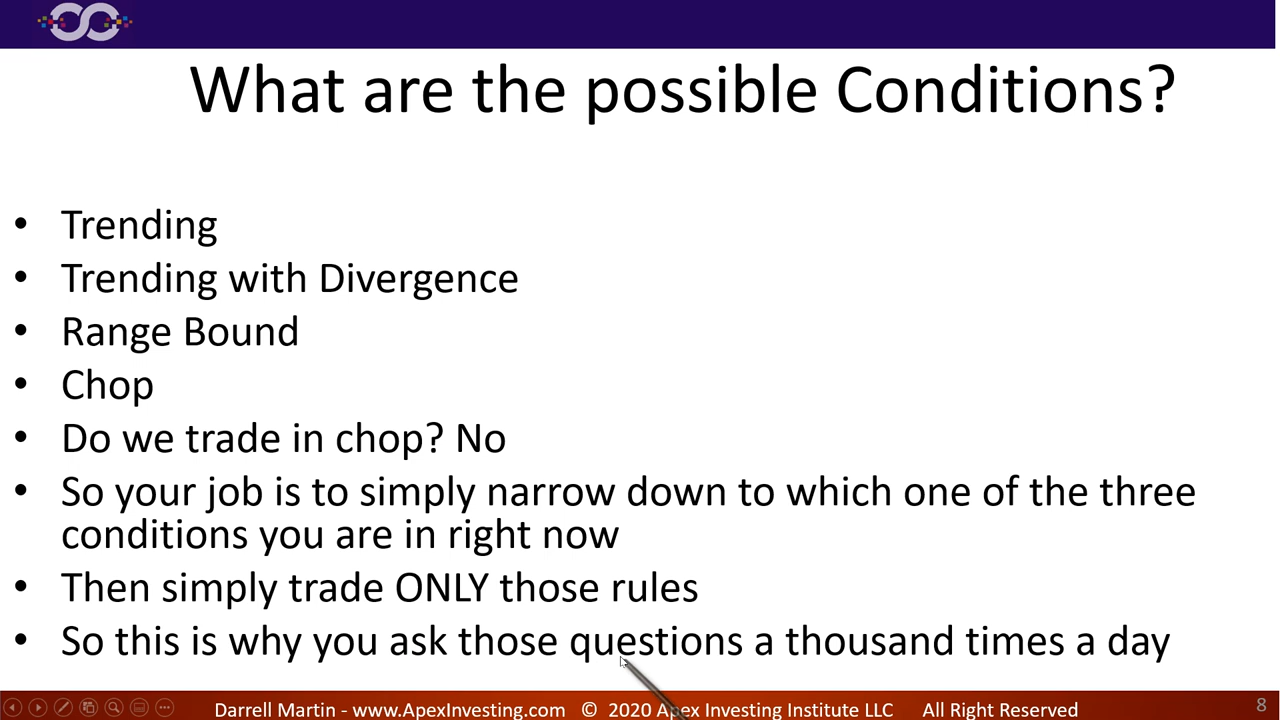 What are the possible Conditions?
• Trending
• Trending with Divergence
• Range Bound
• Chop
• Do we trade in chop? No
• So your job is to simply narrow down to which one of the three
conditions you are in right now
• Then simply trade ONLY those rules
• So this is why you ask those questions a thousand times a day
Darrell Martin - www.ApexInvesting.com © 2020 Apex Investing Institute LLC All Right Reserved
8